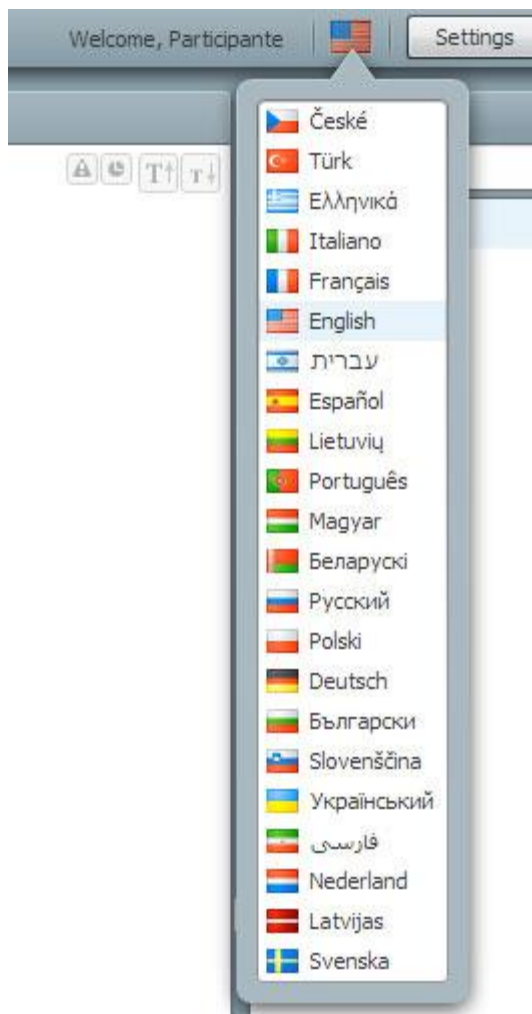 Welcome, Participante Settings
T↑ T↓
České
Türk
Ελληνικά
Italiano
Français
English
עברית
Español
Lietuvių
Português
Magyar
Беларускі
Русский
Polski
Deutsch
Български
Slovenščina
Український
فارسی
Nederland
Latvijas
Svenska